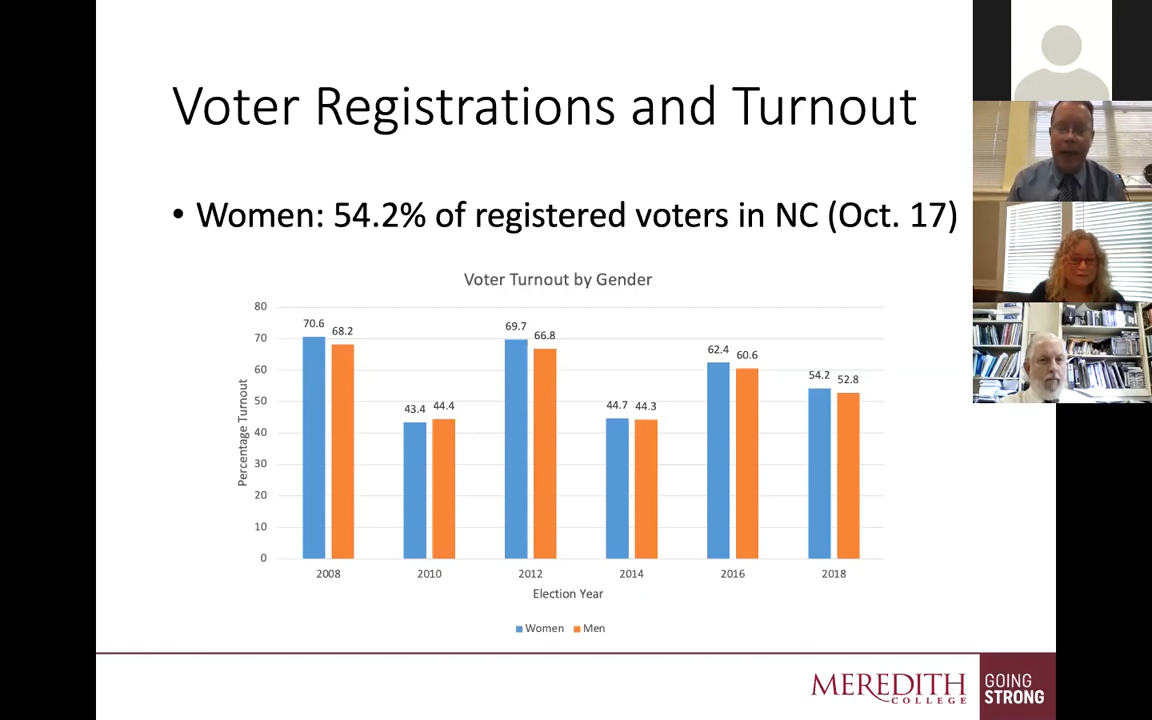 Voter Registrations and Turnout
• Women: 54.2% of registered voters in NC (Oct. 17)
Voter Turnout by Gender
80
70
60
50
40
30
20
10
0
Percentage Turnout
70.6
68.2
43.4
44.4
69.7
66.8
44.7
44.3
62.4
60.6
54.2
52.8
2008
2010
2012
2014
2016
2018
Election Year
Women
Men
MEREDITH
COLLEGE
GOING
STRONG